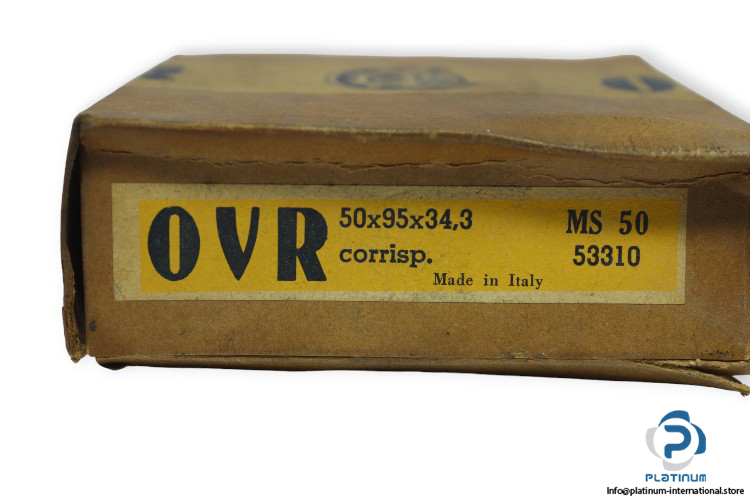 OVR
50x95x34,3
MS 50
corrisp.
53310
Made in Italy
PLATINUM
Info@platinum-international.store